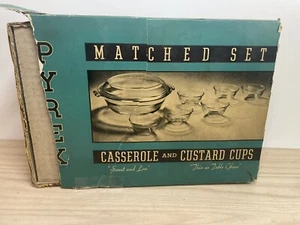 PYREX
MATCHED SET
CASSEROLE AND CUSTARD CUPS